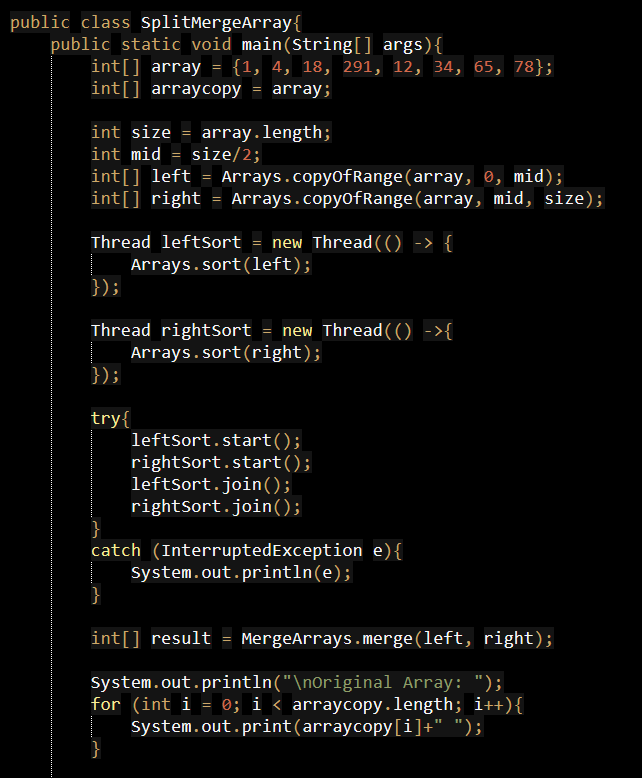 public class SplitMergeArray{
public static void main(String[] args){
int[] array = {1, 4, 18, 291, 12, 34, 65, 78};
int[] arraycopy = array;
int size = array.length;
int mid = size/2;
int[] left = Arrays.copyOfRange(array, 0, mid);
int[] right = Arrays.copyOfRange(array, mid, size);
Thread leftSort = new Thread(() -> {
Arrays.sort(left);
});
Thread rightSort = new Thread(() ->{
Arrays.sort(right);
});
try{
leftSort.start();
rightSort.start();
leftSort.join();
rightSort.join();
}
catch (InterruptedException e){
System.out.println(e);
}
int[] result = MergeArrays.merge(left, right);
System.out.println("\nOriginal Array: ");
for (int i = 0; i < arraycopy.length; i++){
System.out.print(arraycopy[i]+" ");
}